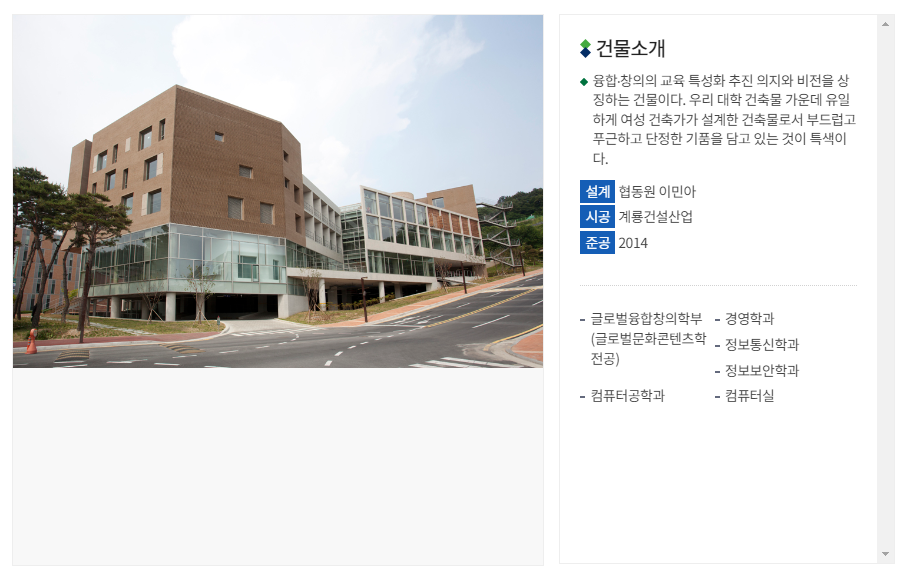 건물소개
융합·창의의 교육 특성화 추진 의지와 비전을 상
징하는 건물이다. 우리 대학 건축물 가운데 유일
하게 여성 건축가가 설계한 건축물로서 부드럽고
푸근하고 단정한 기품을 담고 있는 것이 특색이
다.
설계 협동원 이민아
시공 계룡건설산업
준공 2014
- 글로벌융합창의학부
(글로벌문화콘텐츠학
전공)
- 컴퓨터공학과
- 경영학과
- 정보통신학과
- 정보보안학과
- 컴퓨터실